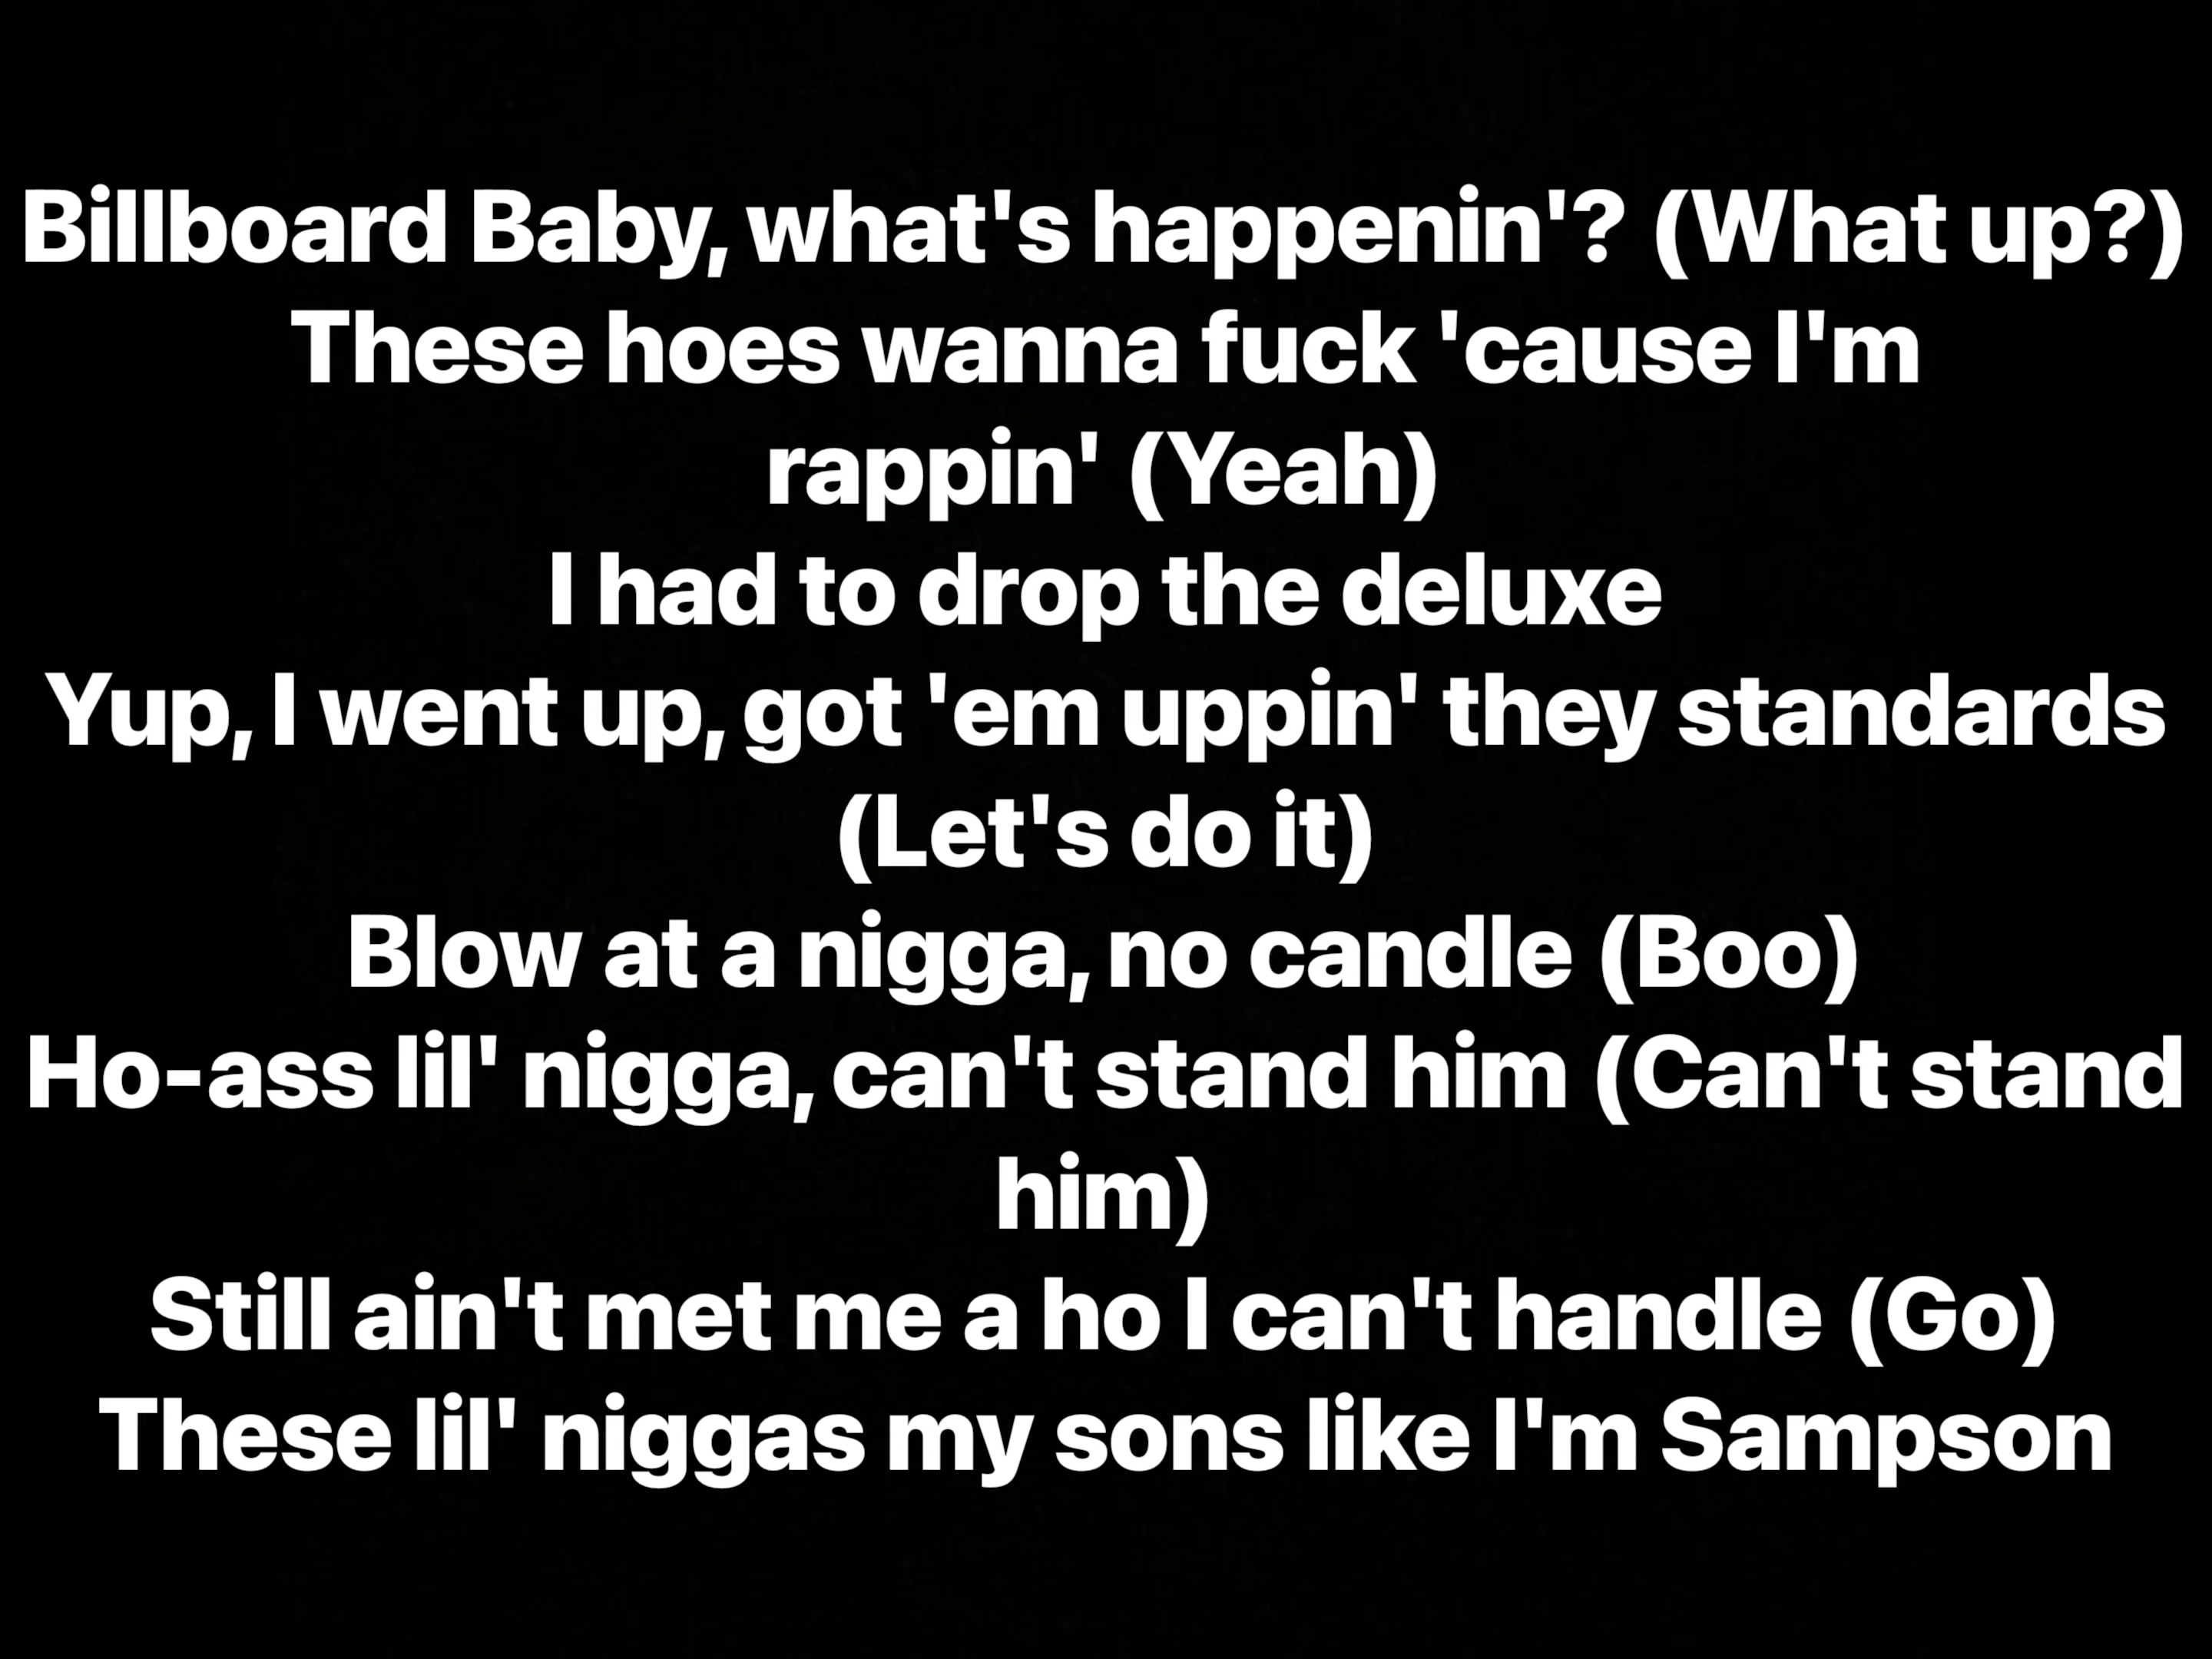 Billboard Baby, what's happenin'? (What up?)
These hoes wanna fuck 'cause I'm
rappin' (Yeah)
I had to drop the deluxe
Yup, I went up, got 'em uppin' they standards
(Let's do it)
Blow at a nigga, no candle (Boo)
Ho-ass lil' nigga, can't stand him (Can't stand
him)
Still ain't met me a ho I can't handle (Go)
These lil' niggas my sons like I'm Sampson